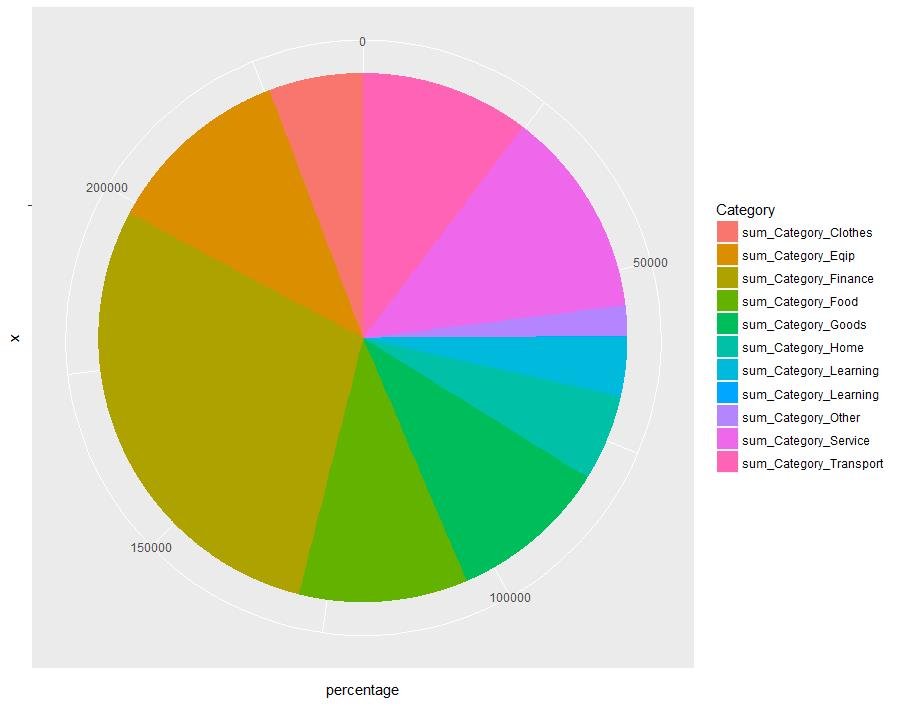 0
200000
50000
150000
100000
x
percentage
Category
sum_Category_Clothes
sum_Category_Eqip
sum_Category_Finance
sum_Category_Food
sum_Category_Goods
sum_Category_Home
sum_Category_Learning
sum_Category_Learning
sum_Category_Other
sum_Category_Service
sum_Category_Transport